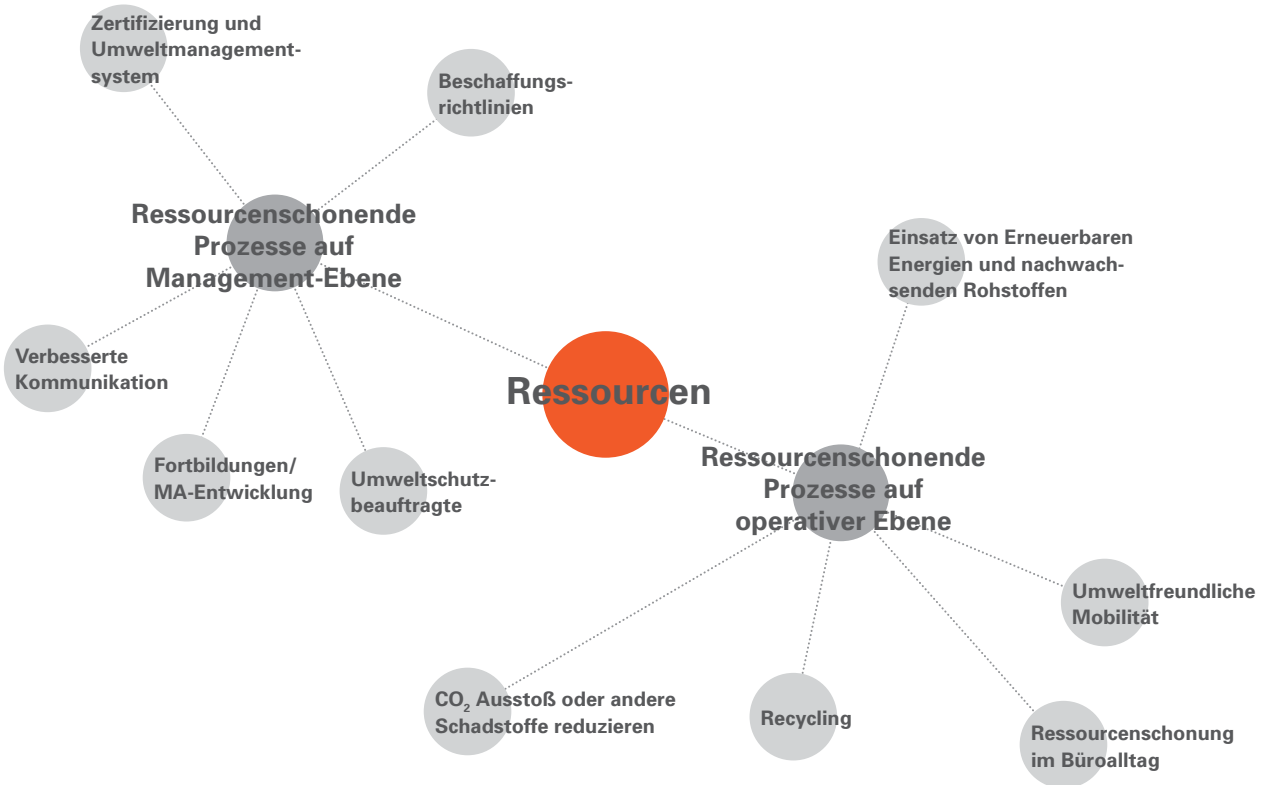 Zertifizierung und
Umweltmanagement-
system
Beschaffungs-
richtlinien
Ressourcenschonende
Prozesse auf
Management-Ebene
Einsatz von Erneuerbaren
Energien und nachwach-
senden Rohstoffen
Verbesserte
Kommunikation
Ressourcen
Fortbildungen/
MA-Entwicklung
Umweltschutz-
beauftragte
Ressourcenschonende
Prozesse auf
operativer Ebene
Umweltfreundliche
Mobilität
CO₂ Ausstoß oder andere
Schadstoffe reduzieren
Recycling
Ressourcenschonung
im Büroalltag